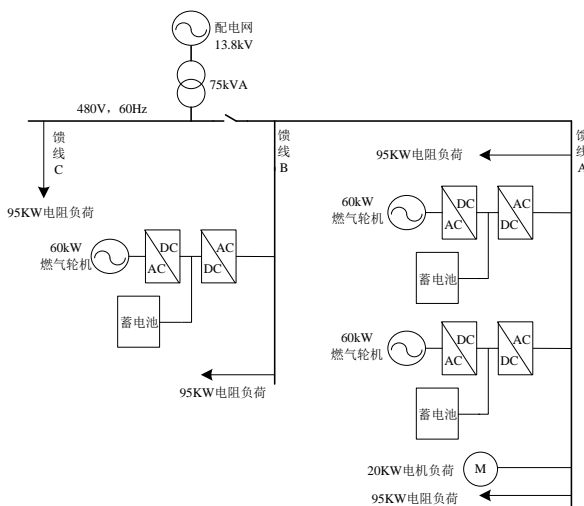 配电网
13.8kV
75kVA
480V，60Hz
馈
线
C
馈
线
B
馈
线
A
95KW电阻负荷
95KW电阻负荷
60kW
燃气轮机
DC
AC
AC
DC
蓄电池
60kW
燃气轮机
DC
AC
AC
DC
蓄电池
95KW电阻负荷
60kW
燃气轮机
DC
AC
AC
DC
蓄电池
20KW电机负荷
M
95KW电阻负荷